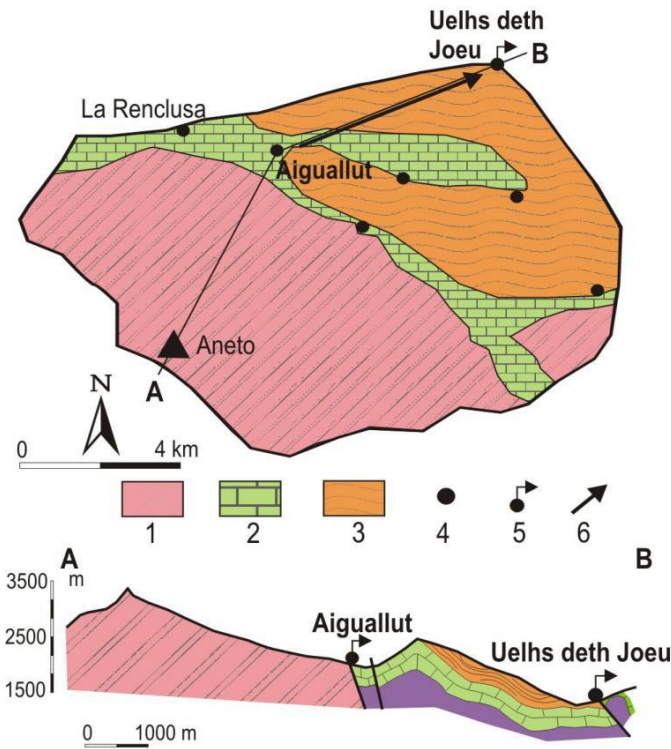 Uelhs deth
Joeu
B
La Renclusa
Aiguallut
Aneto
A
N
0 4 km
1 2 3 4 5 6
A B
3500 m
2500
1500
Aiguallut
Uelhs deth Joeu
0 1000 m